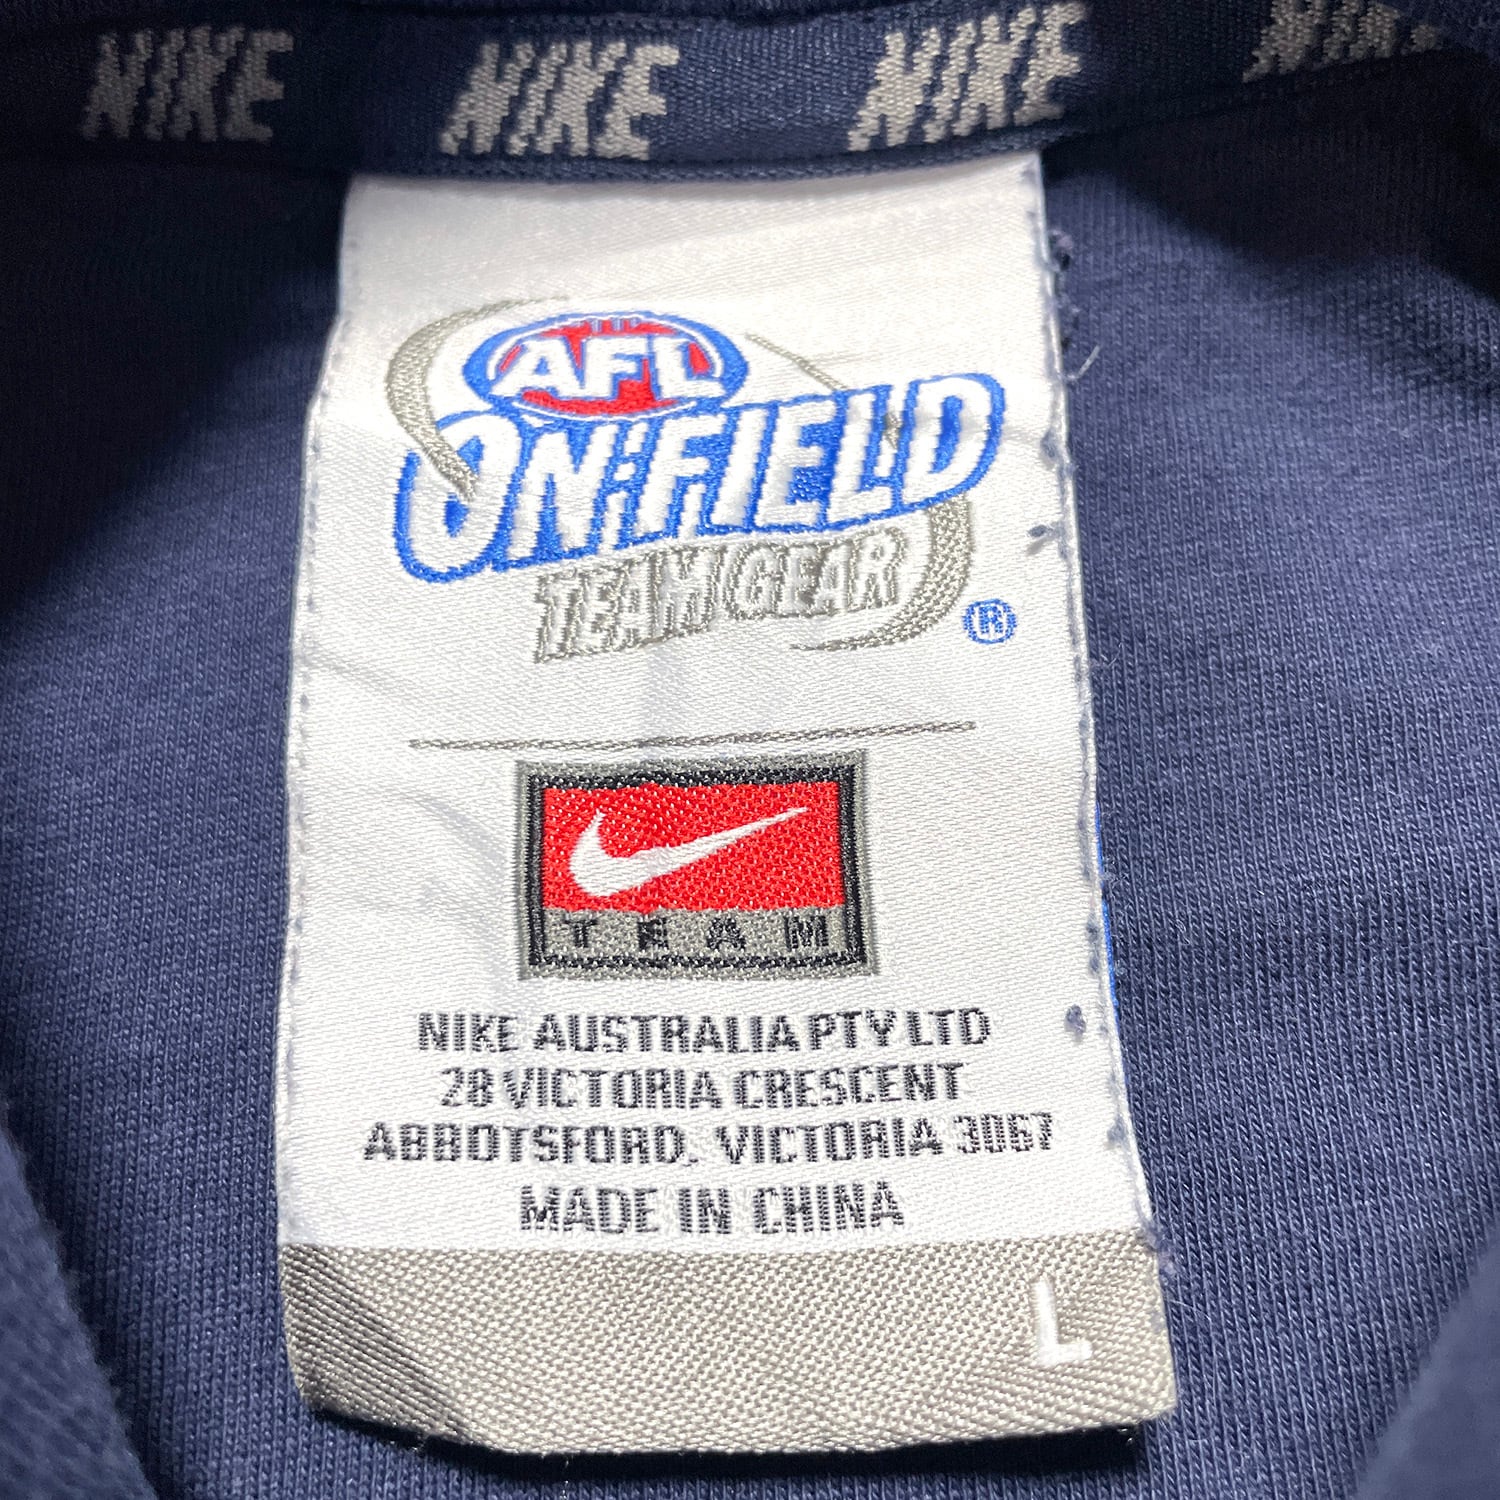 NIKE NIKE NIKE NIKE
AFL
ON-FIELD
TEAM GEAR
®
TEAM
NIKE AUSTRALIA PTY LTD
28 VICTORIA CRESCENT
ABBOTSFORD, VICTORIA 3067
MADE IN CHINA
L